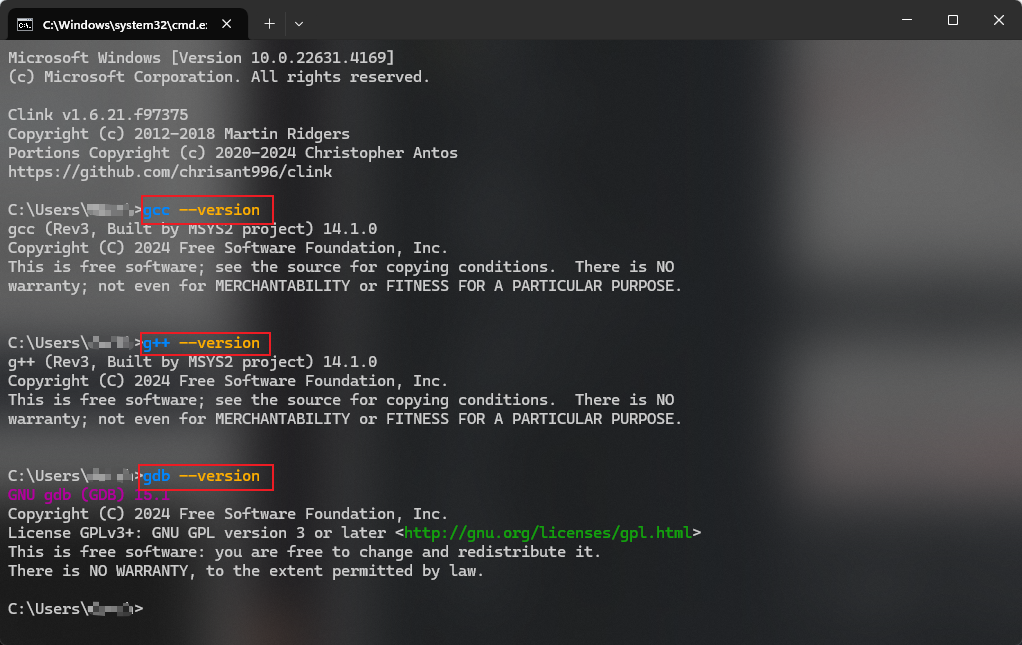 C:\Windows\system32\cmd.e:
Microsoft Windows [Version 10.0.22631.4169]
(c) Microsoft Corporation. All rights reserved.
Clink v1.6.21.f97375
Copyright (c) 2012-2018 Martin Ridgers
Portions Copyright (c) 2020-2024 Christopher Antos
https://github.com/chrisant996/clink
C:\Users\ >gcc --version
gcc (Rev3, Built by MSYS2 project) 14.1.0
Copyright (C) 2024 Free Software Foundation, Inc.
This is free software; see the source for copying conditions.  There is NO
warranty; not even for MERCHANTABILITY or FITNESS FOR A PARTICULAR PURPOSE.
C:\Users\ >g++ --version
g++ (Rev3, Built by MSYS2 project) 14.1.0
Copyright (C) 2024 Free Software Foundation, Inc.
This is free software; see the source for copying conditions.  There is NO
warranty; not even for MERCHANTABILITY or FITNESS FOR A PARTICULAR PURPOSE.
C:\Users\ >gdb --version
GNU gdb (GDB)
Copyright (C) 2024 Free Software Foundation, Inc.
License GPLv3+: GNU GPL version 3 or later <http://gnu.org/licenses/gpl.html>
This is free software: you are free to change and redistribute it.
There is NO WARRANTY, to the extent permitted by law.
C:\Users\ >